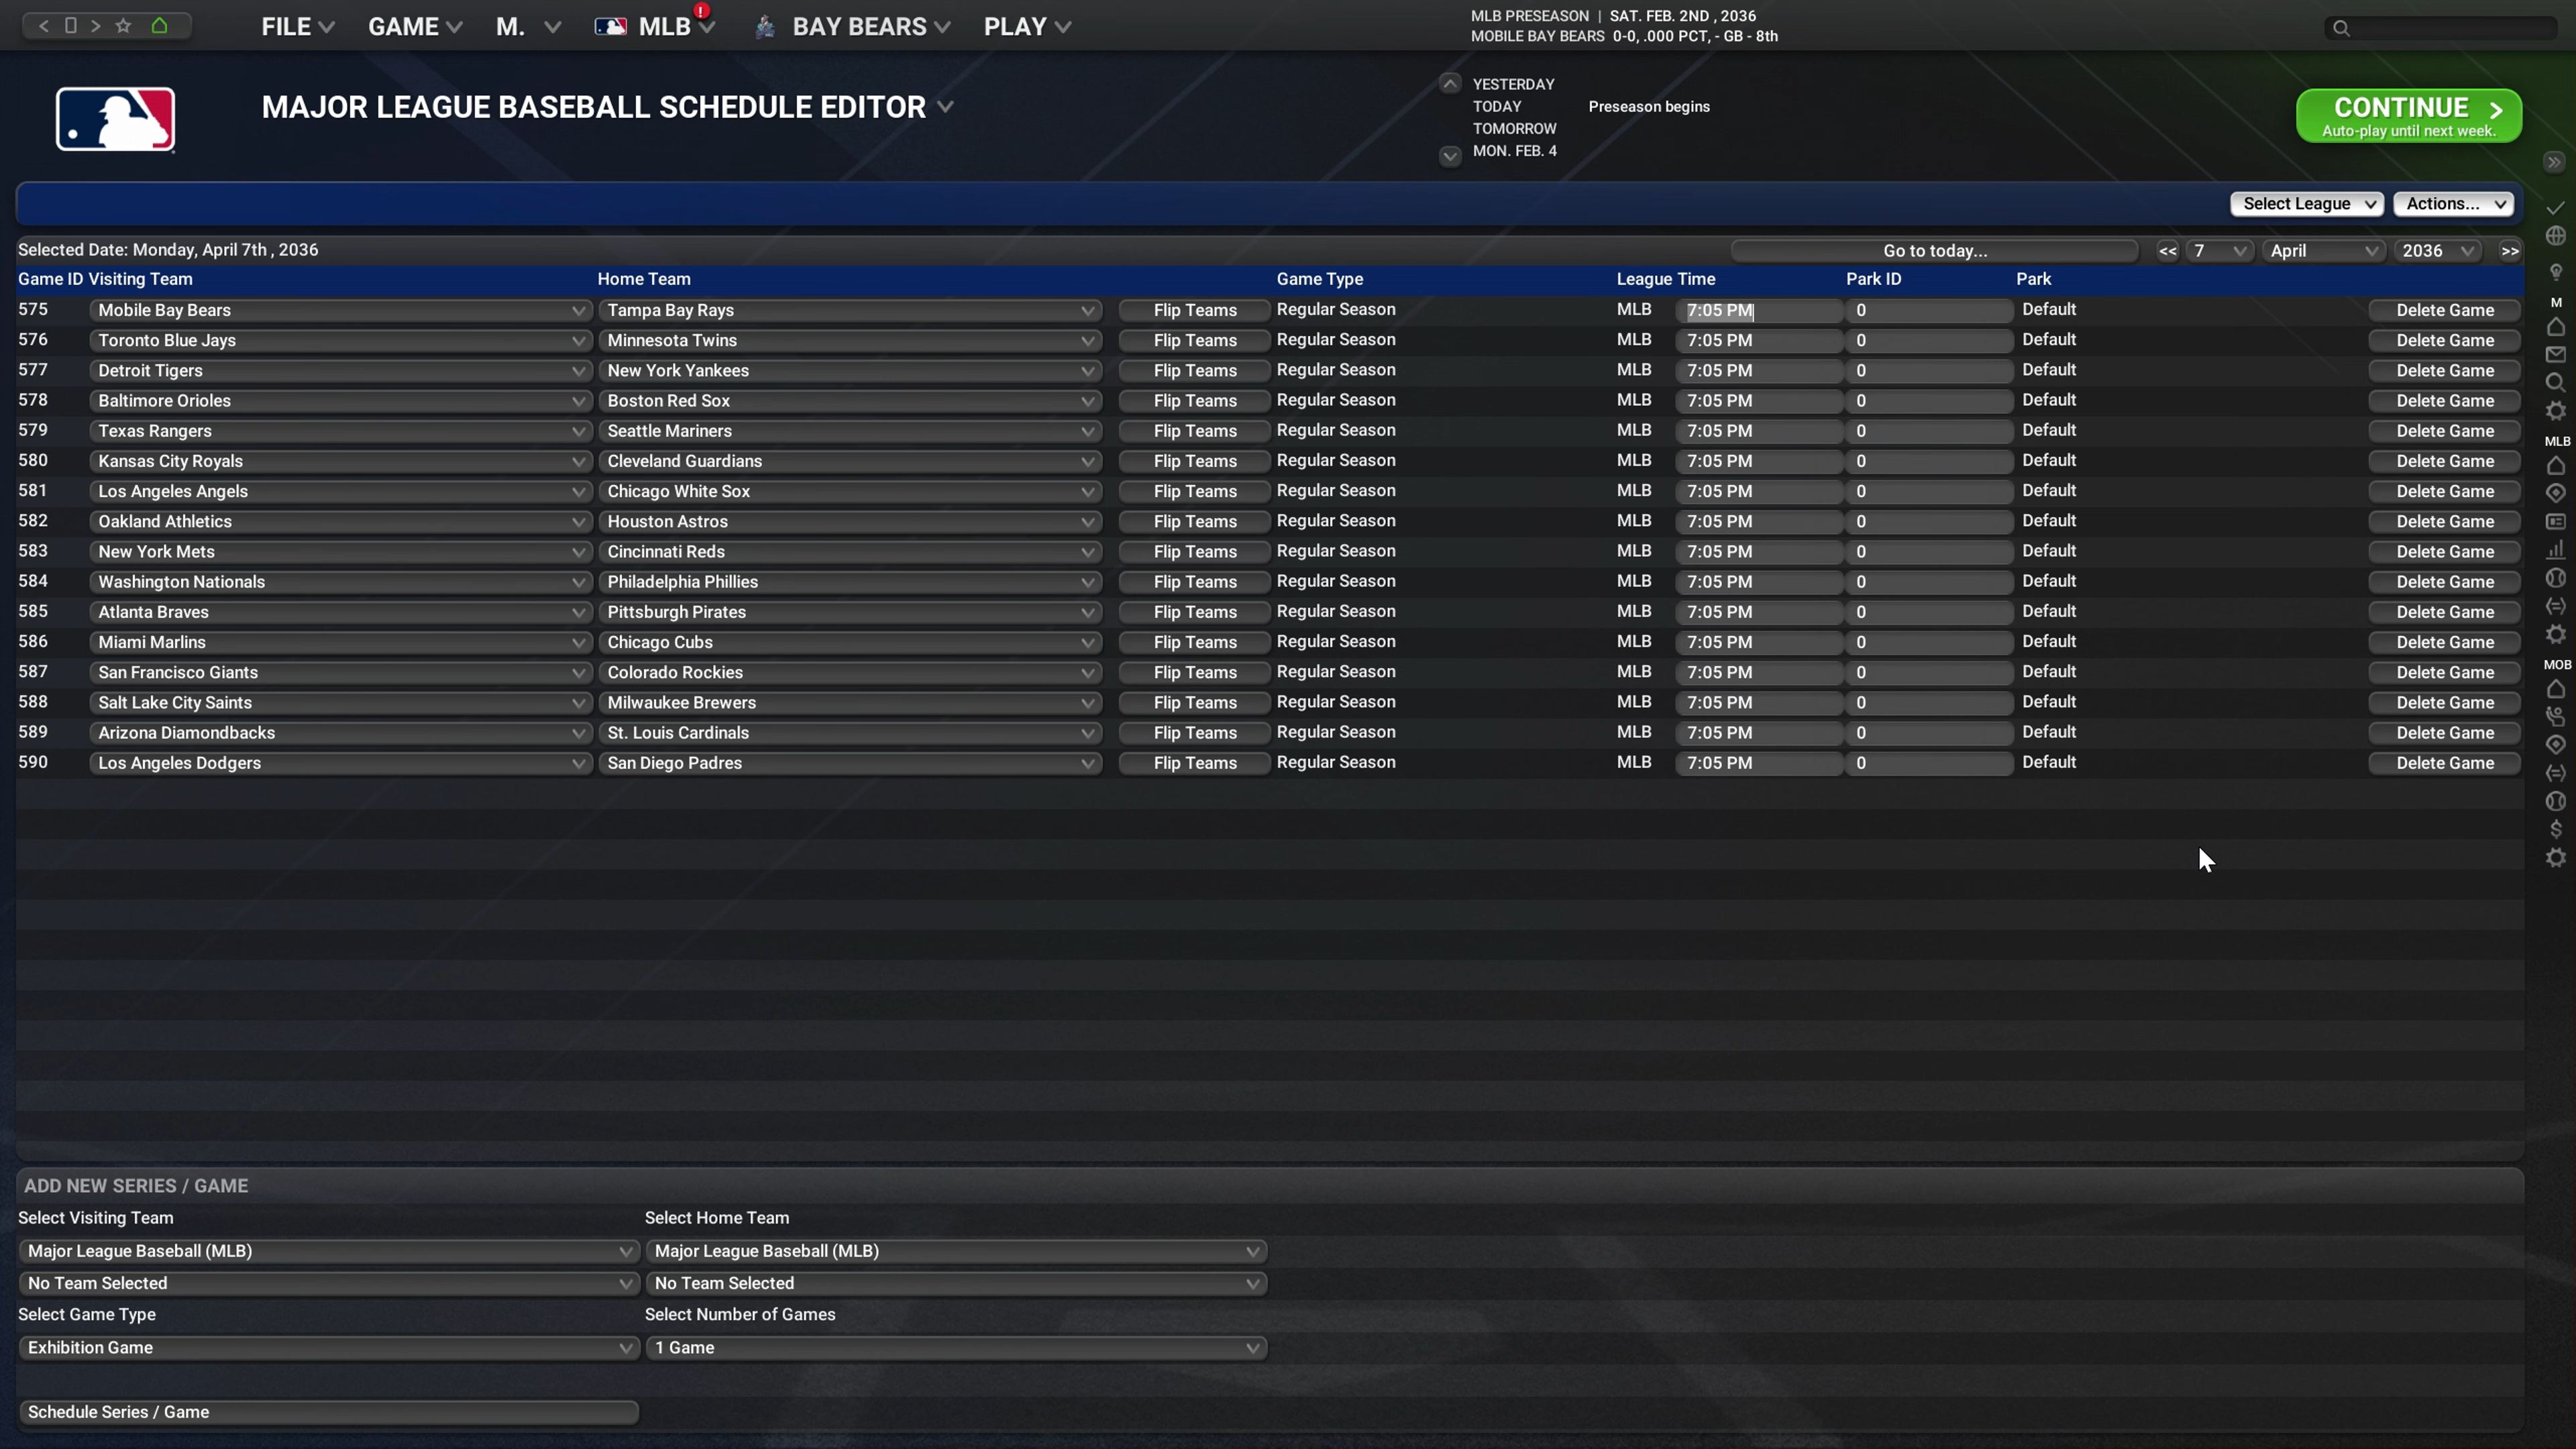 FILE GAME M. MLB ! BAY BEARS PLAY
MLB PRESEASON | SAT. FEB. 2ND , 2036
MOBILE BAY BEARS 0-0, .000 PCT, - GB - 8th
MAJOR LEAGUE BASEBALL SCHEDULE EDITOR
YESTERDAY
TODAY Preseason begins
TOMORROW
MON. FEB. 4
CONTINUE
Auto-play until next week.
Select League Actions...
Selected Date: Monday, April 7th , 2036 Go to today... << 7 April 2036 >>
Game ID Visiting Team Home Team Game Type League Time Park ID Park
575 Mobile Bay Bears Tampa Bay Rays Flip Teams Regular Season MLB 7:05 PM 0 Default Delete Game
576 Toronto Blue Jays Minnesota Twins Flip Teams Regular Season MLB 7:05 PM 0 Default Delete Game
577 Detroit Tigers New York Yankees Flip Teams Regular Season MLB 7:05 PM 0 Default Delete Game
578 Baltimore Orioles Boston Red Sox Flip Teams Regular Season MLB 7:05 PM 0 Default Delete Game
579 Texas Rangers Seattle Mariners Flip Teams Regular Season MLB 7:05 PM 0 Default Delete Game
580 Kansas City Royals Cleveland Guardians Flip Teams Regular Season MLB 7:05 PM 0 Default Delete Game
581 Los Angeles Angels Chicago White Sox Flip Teams Regular Season MLB 7:05 PM 0 Default Delete Game
582 Oakland Athletics Houston Astros Flip Teams Regular Season MLB 7:05 PM 0 Default Delete Game
583 New York Mets Cincinnati Reds Flip Teams Regular Season MLB 7:05 PM 0 Default Delete Game
584 Washington Nationals Philadelphia Phillies Flip Teams Regular Season MLB 7:05 PM 0 Default Delete Game
585 Atlanta Braves Pittsburgh Pirates Flip Teams Regular Season MLB 7:05 PM 0 Default Delete Game
586 Miami Marlins Chicago Cubs Flip Teams Regular Season MLB 7:05 PM 0 Default Delete Game
587 San Francisco Giants Colorado Rockies Flip Teams Regular Season MLB 7:05 PM 0 Default Delete Game
588 Salt Lake City Saints Milwaukee Brewers Flip Teams Regular Season MLB 7:05 PM 0 Default Delete Game
589 Arizona Diamondbacks St. Louis Cardinals Flip Teams Regular Season MLB 7:05 PM 0 Default Delete Game
590 Los Angeles Dodgers San Diego Padres Flip Teams Regular Season MLB 7:05 PM 0 Default Delete Game
M
MLB
MOB
ADD NEW SERIES / GAME
Select Visiting Team Select Home Team
Major League Baseball (MLB) Major League Baseball (MLB)
No Team Selected No Team Selected
Select Game Type Select Number of Games
Exhibition Game 1 Game
Schedule Series / Game